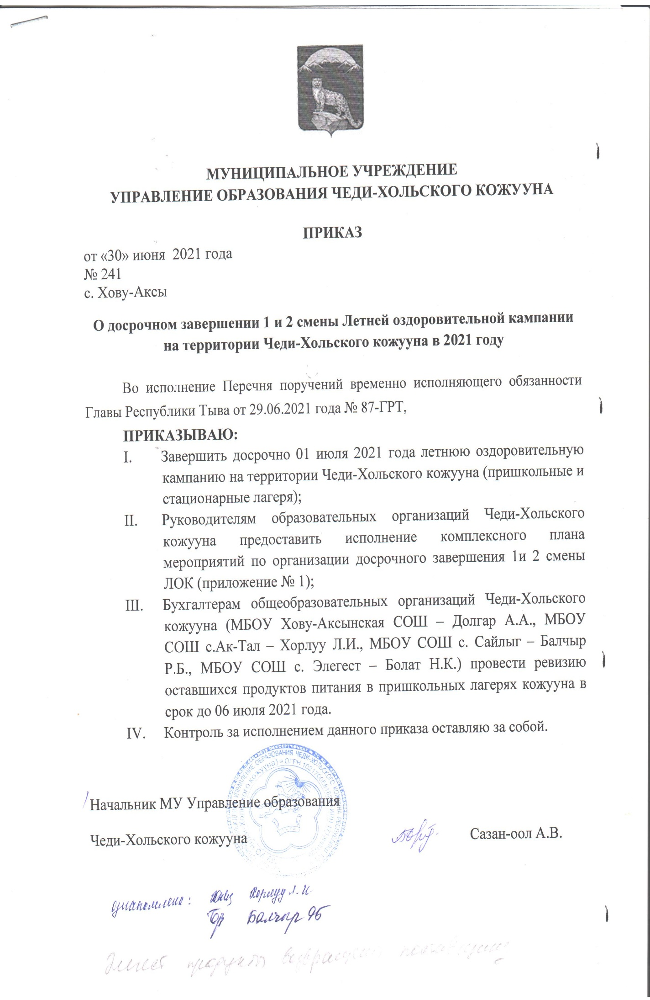 МУНИЦИПАЛЬНОЕ УЧРЕЖДЕНИЕ
УПРАВЛЕНИЕ ОБРАЗОВАНИЯ ЧЕДИ-ХОЛЬСКОГО КОЖУУНА
ПРИКАЗ
от «30» июня 2021 года
№ 241
с. Хову-Аксы
О досрочном завершении 1 и 2 смены Летней оздоровительной кампании
на территории Чеди-Хольского кожууна в 2021 году
Во исполнение Перечня поручений временно исполняющего обязанности
Главы Республики Тыва от 29.06.2021 года № 87-ГРТ,
ПРИКАЗЫВАЮ:
I. Завершить досрочно 01 июля 2021 года летнюю оздоровительную
кампанию на территории Чеди-Хольского кожууна (пришкольные и
стационарные лагеря);
II. Руководителям образовательных организаций Чеди-Хольского
кожууна предоставить исполнение комплексного плана
мероприятий по организации досрочного завершения 1и 2 смены
ЛОК (приложение № 1);
III. Бухгалтерам общеобразовательных организаций Чеди-Хольского
кожууна (МБОУ Хову-Аксынская СОШ – Долгар А.А., МБОУ
СОШ с.Ак-Тал – Хорлуу Л.И., МБОУ СОШ с. Сайлыг – Балчыр
Р.Б., МБОУ СОШ с. Элегест – Болат Н.К.) провести ревизию
оставшихся продуктов питания в пришкольных лагерях кожууна в
срок до 06 июля 2021 года.
IV. Контроль за исполнением данного приказа оставляю за собой.
УПРАВЛЕНИЕ ОБРАЗОВАНИЯ ЧЕДИ-ХОЛЬСКОГО КОЖУУНА
кожууна) * ОГРН
Начальник МУ Управление образования
Чеди-Хольского кожууна Сазан-оол А.В.
ознакомлена: Хорлуу Л.И
Балчыр РБ
Элегест продукты возвращены поставщику